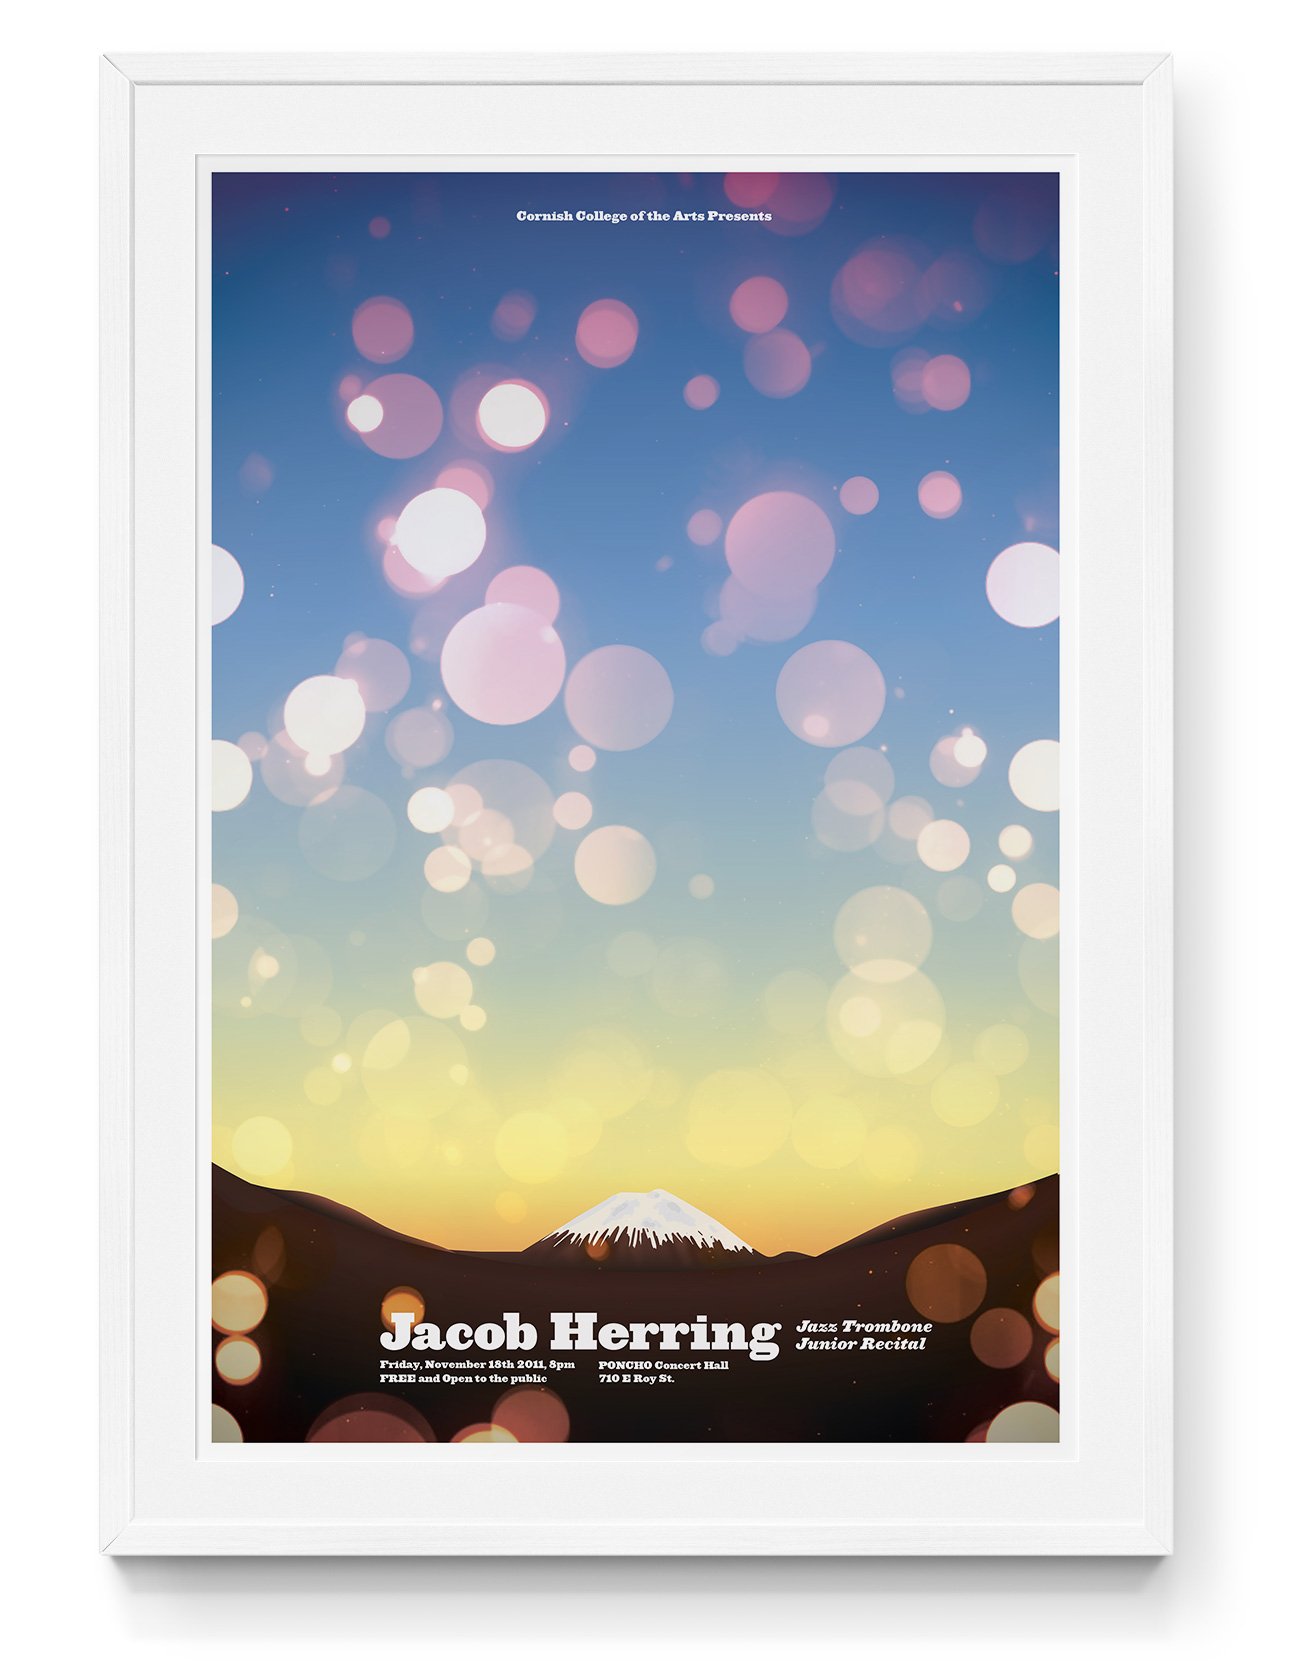 Cornish College of the Arts Presents
Jacob Herring
Jazz Trombone
Junior Recital
Friday, November 18th 2011, 8pm
FREE and Open to the public
PONCHO Concert Hall
710 E Roy St.